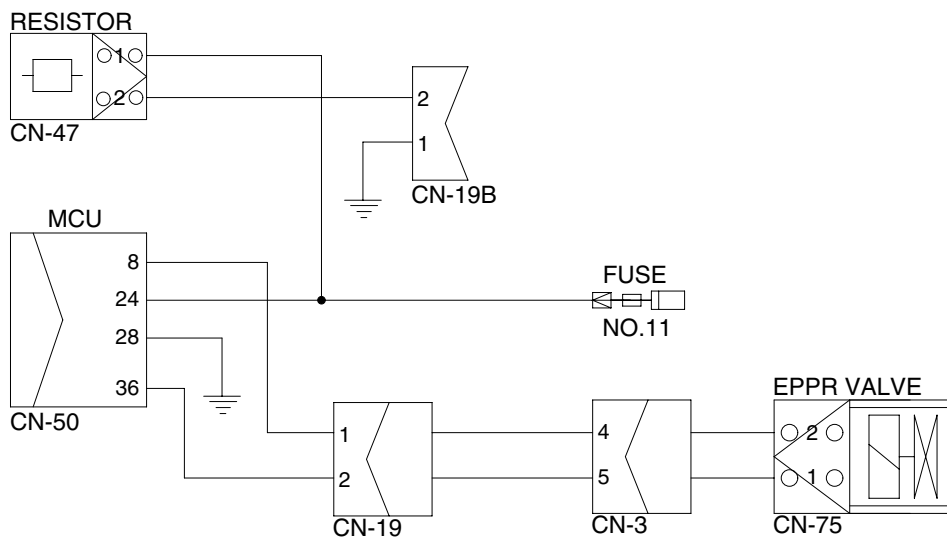 RESISTOR
1
2
CN-47
2
1
CN-19B
MCU
8
24
28
36
CN-50
FUSE
NO.11
1
2
CN-19
4
5
CN-3
EPPR VALVE
2
1
CN-75